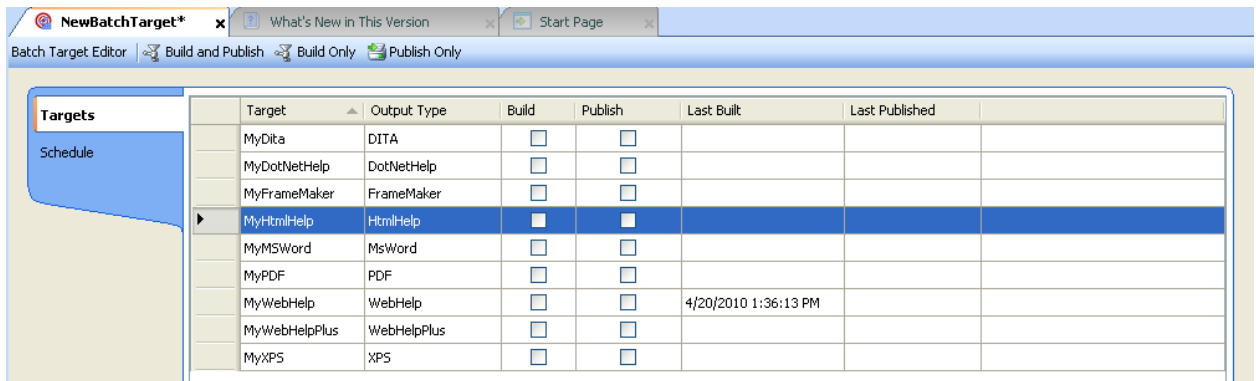 NewBatchTarget* x What's New in This Version x Start Page x
Batch Target Editor Build and Publish Build Only Publish Only
Targets
Schedule
Target Output Type Build Publish Last Built Last Published
MyDita DITA
MyDotNetHelp DotNetHelp
MyFrameMaker FrameMaker
MyHtmlHelp HtmlHelp
MyMSWord MsWord
MyPDF PDF
MyWebHelp WebHelp 4/20/2010 1:36:13 PM
MyWebHelpPlus WebHelpPlus
MyXPS XPS